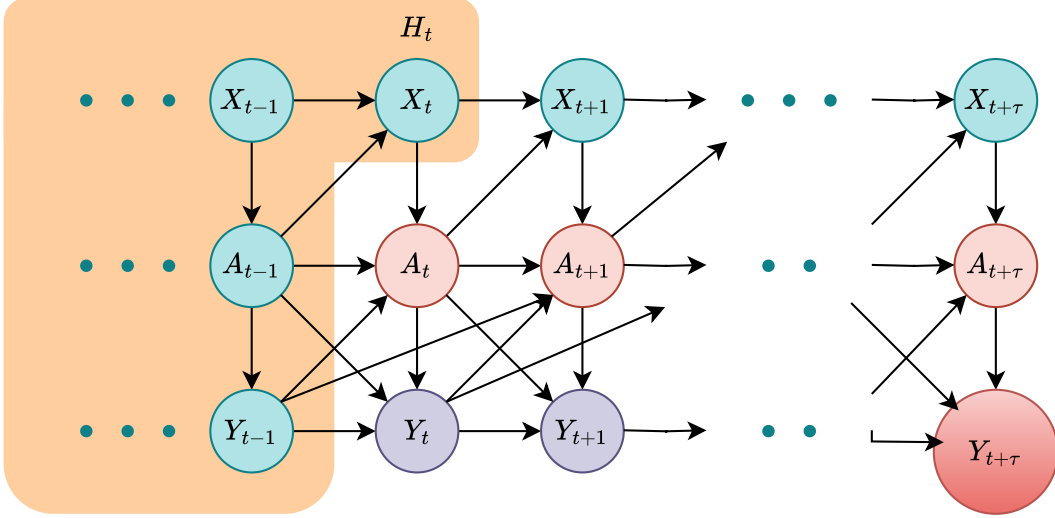 H_t
X_{t-1} X_t X_{t+1} X_{t+τ}
A_{t-1} A_t A_{t+1} A_{t+τ}
Y_{t-1} Y_t Y_{t+1} Y_{t+τ}